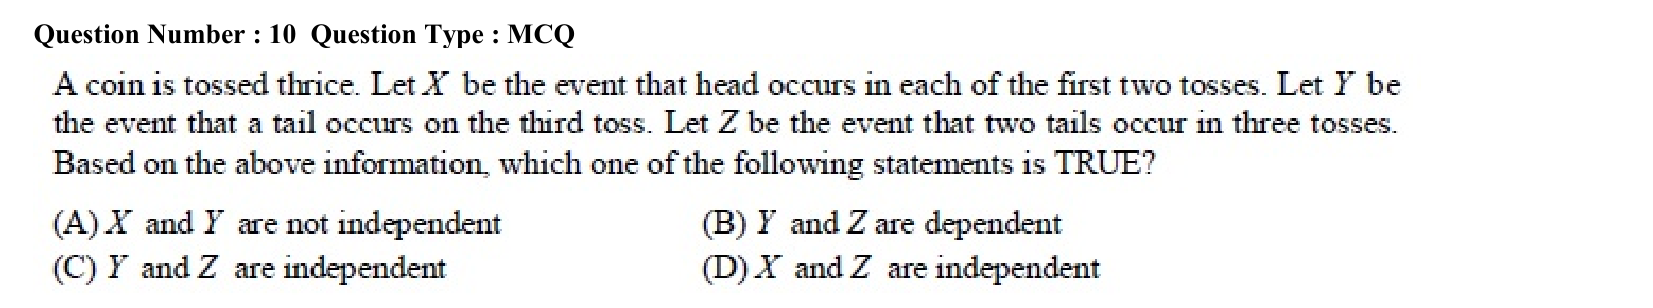 Question Number : 10 Question Type : MCQ
A coin is tossed thrice. Let X be the event that head occurs in each of the first two tosses. Let Y be
the event that a tail occurs on the third toss. Let Z be the event that two tails occur in three tosses.
Based on the above information, which one of the following statements is TRUE?
(A) X and Y are not independent (B) Y and Z are dependent
(C) Y and Z are independent (D) X and Z are independent